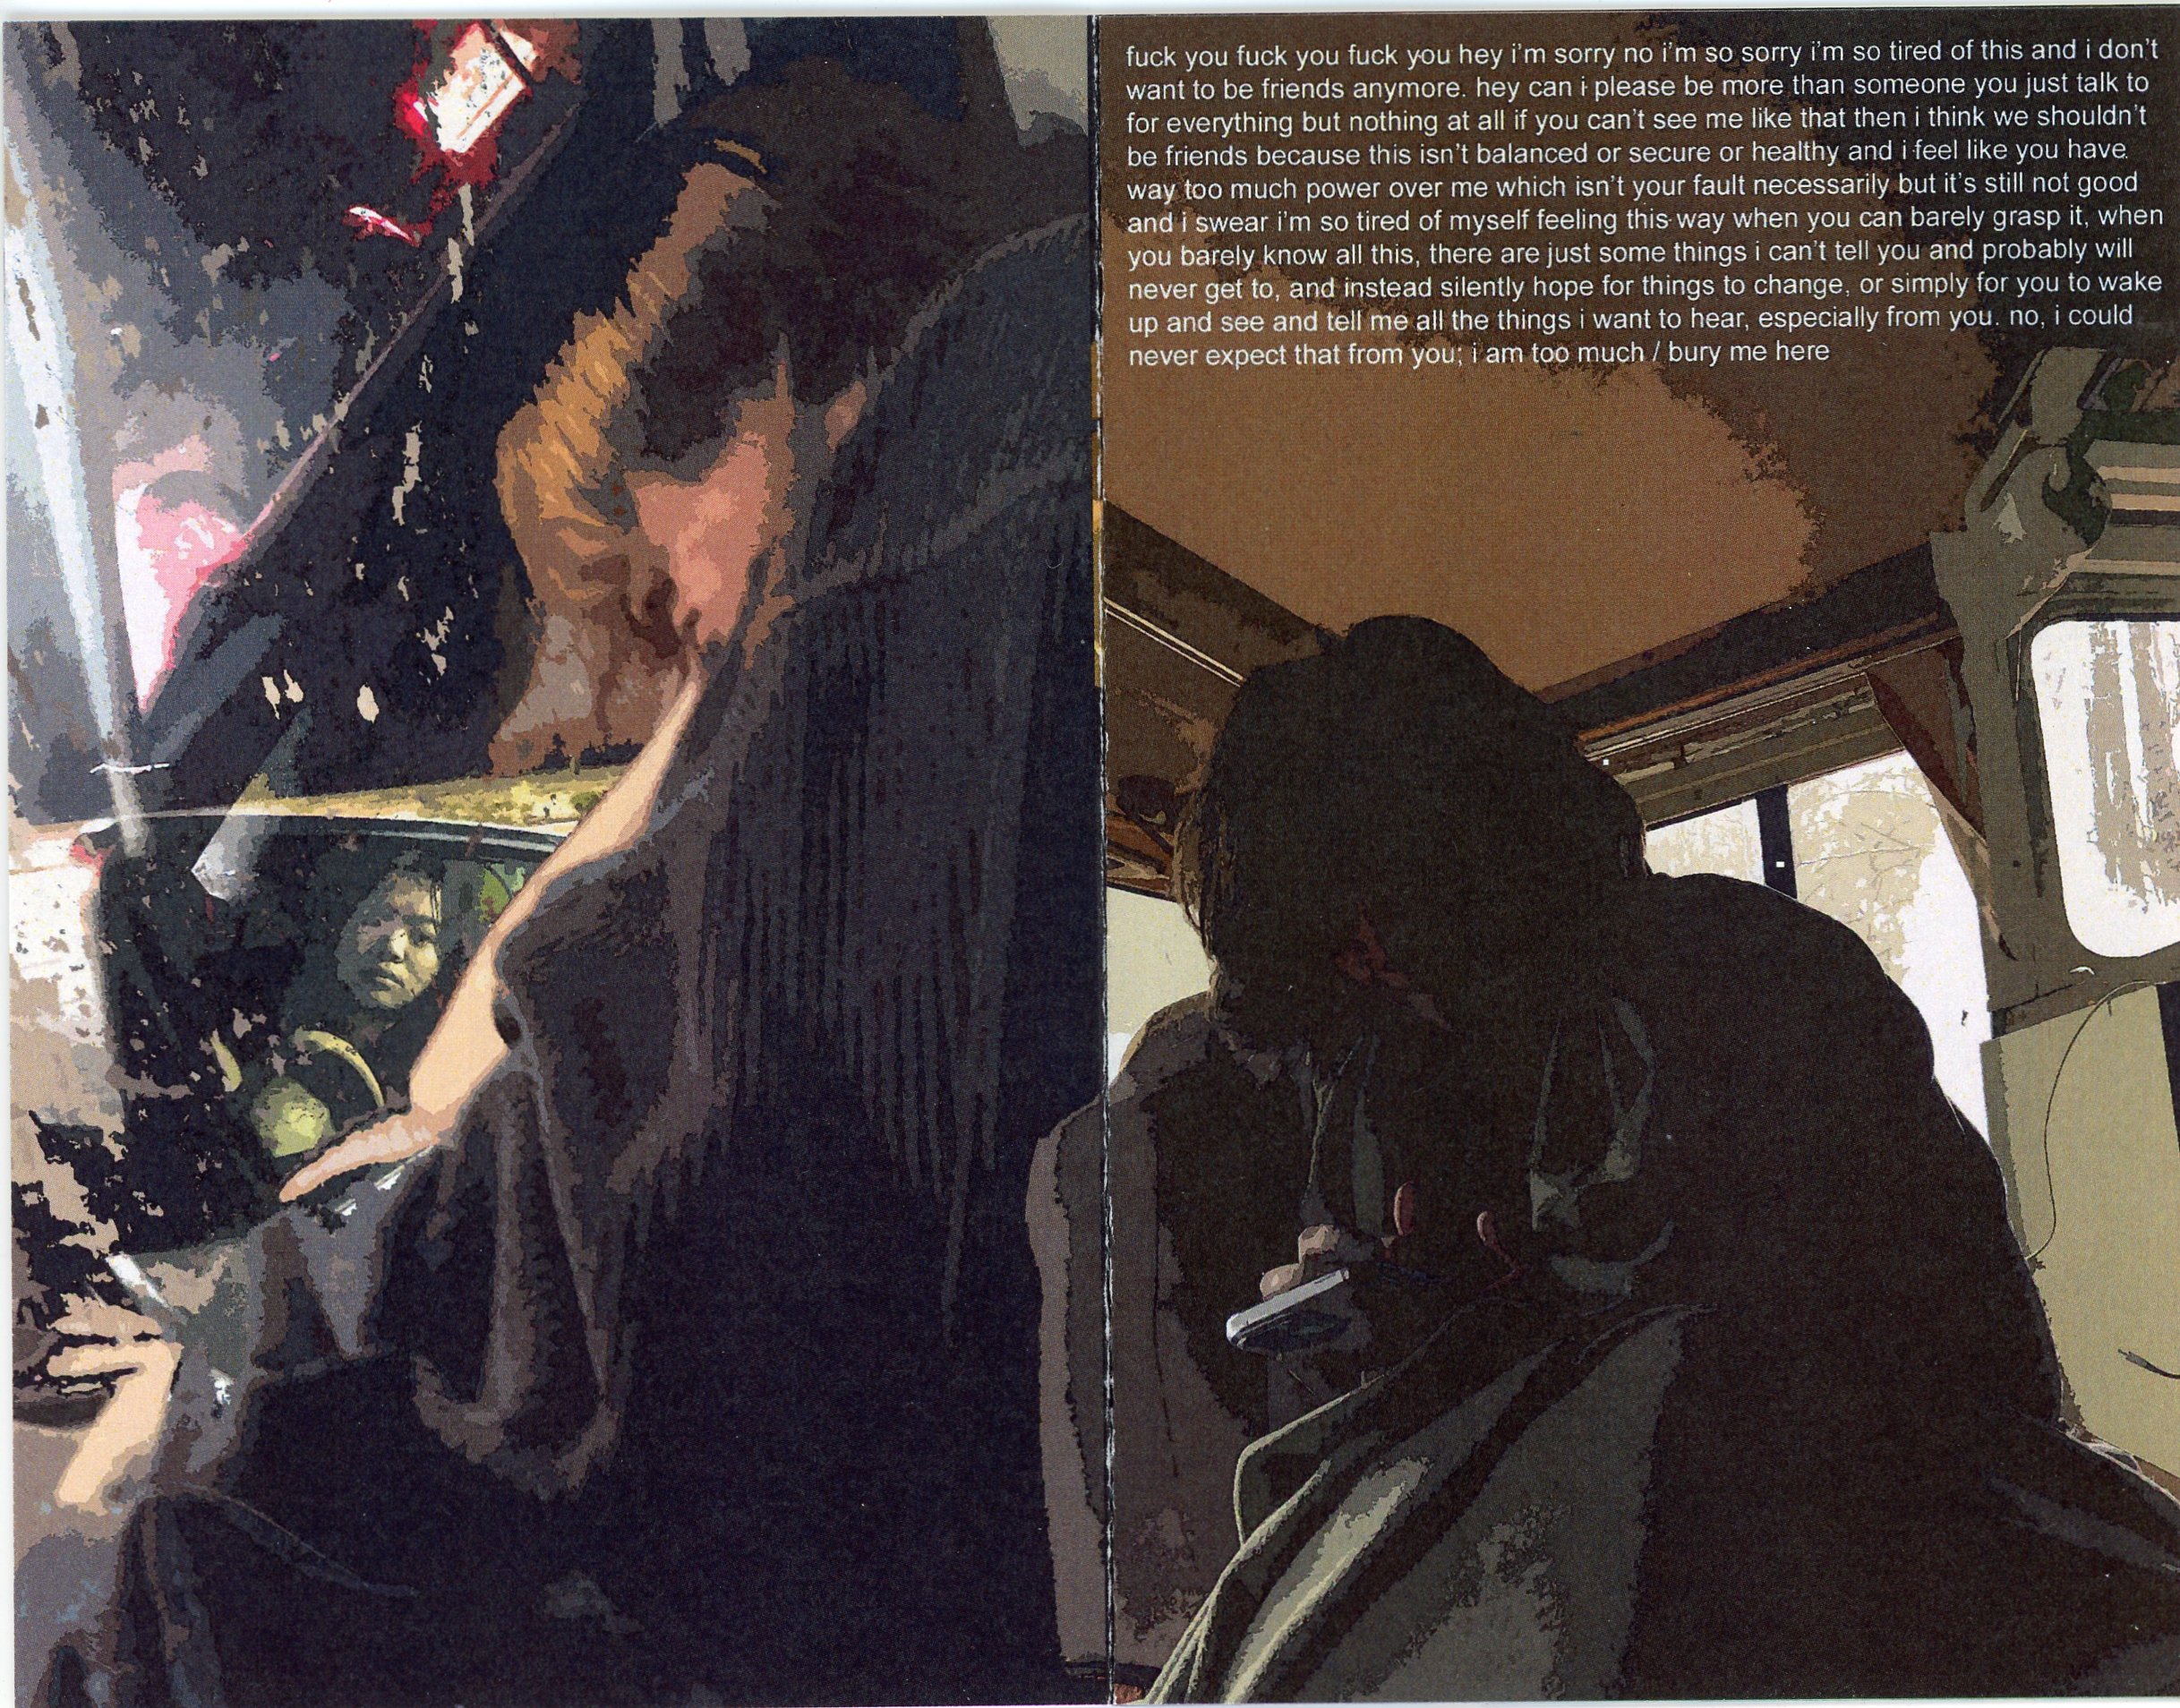 fuck you fuck you fuck you hey i'm sorry no i'm so sorry i'm so tired of this and i don't
want to be friends anymore. hey can i please be more than someone you just talk to
for everything but nothing at all if you can't see me like that then i think we shouldn't
be friends because this isn't balanced or secure or healthy and i feel like you have
way too much power over me which isn't your fault necessarily but it's still not good
and i swear i'm so tired of myself feeling this way when you can barely grasp it, when
you barely know all this, there are just some things i can't tell you and probably will
never get to, and instead silently hope for things to change, or simply for you to wake
up and see and tell me all the things i want to hear, especially from you. no, i could
never expect that from you; i am too much / bury me here